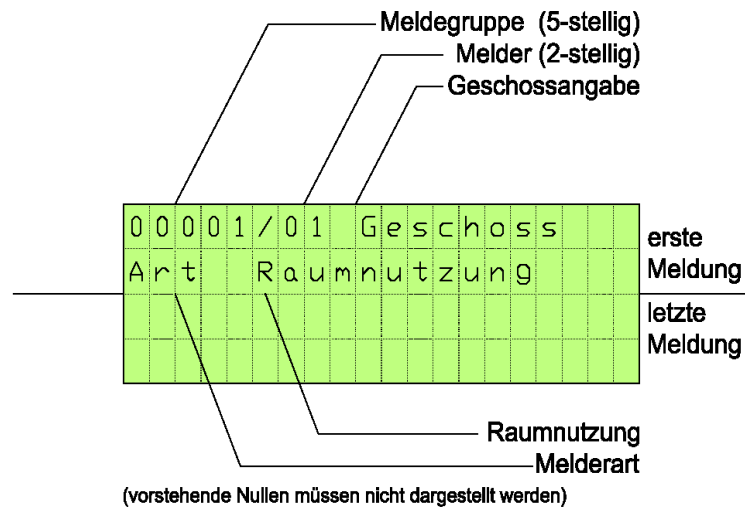 Meldegruppe (5-stellig)
Melder (2-stellig)
Geschossangabe
00001/01 Geschoss
Art Raumnutzung
erste
Meldung
letzte
Meldung
Raumnutzung
Melderart
(vorstehende Nullen müssen nicht dargestellt werden)